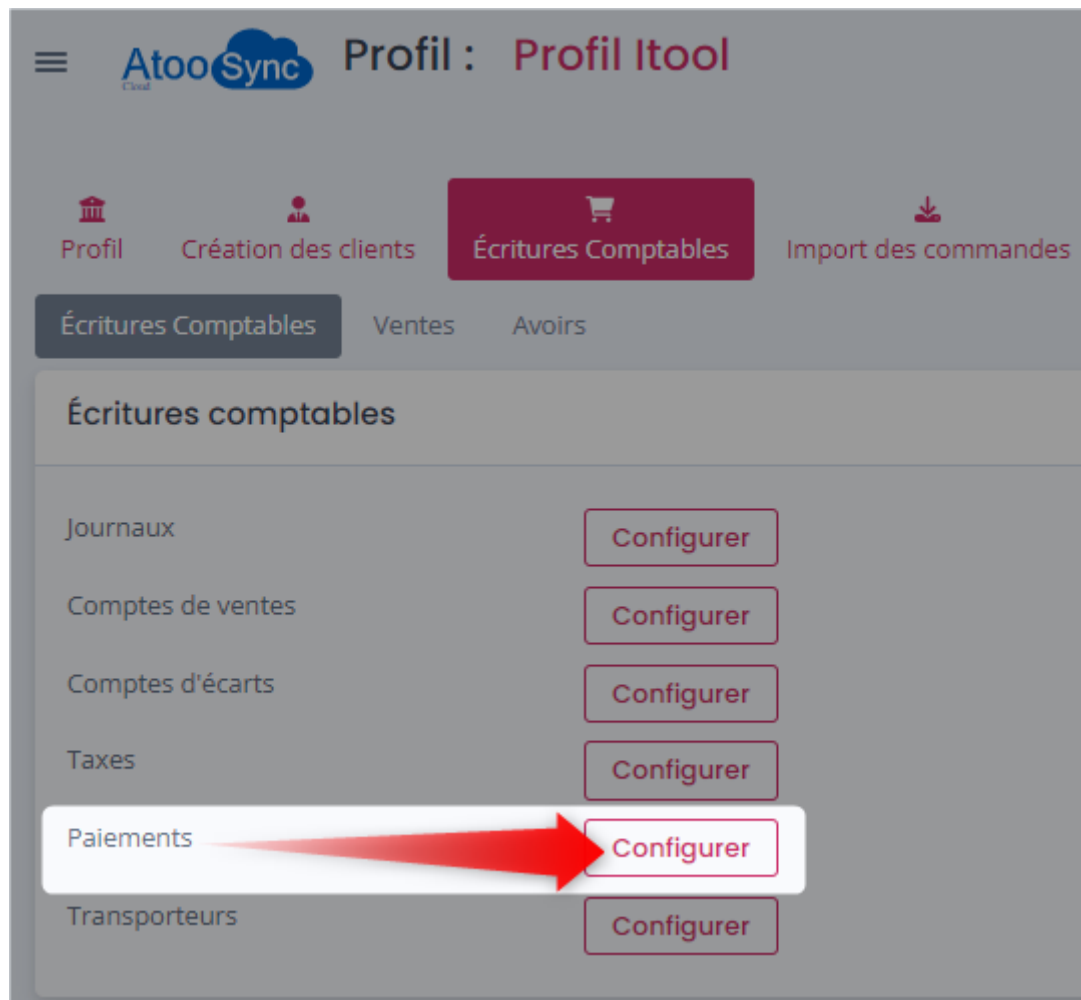 AtooSync
Cloud
Profil : Profil Itool
Profil
Création des clients
Écritures Comptables
Import des commandes
Écritures Comptables
Ventes
Avoirs
Écritures comptables
Journaux
Configurer
Comptes de ventes
Configurer
Comptes d'écarts
Configurer
Taxes
Configurer
Paiements
Configurer
Transporteurs
Configurer